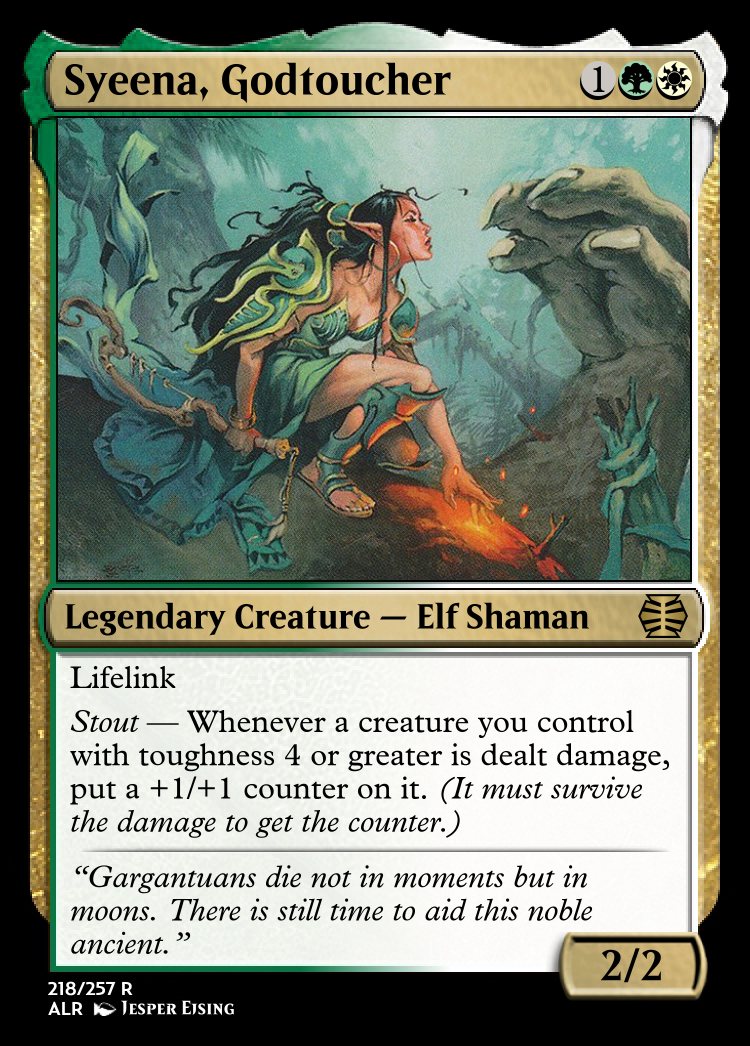 Syeena, Godtoucher 1
Legendary Creature — Elf Shaman
Lifelink
Stout — Whenever a creature you control
with toughness 4 or greater is dealt damage,
put a +1/+1 counter on it. (It must survive
the damage to get the counter.)
“Gargantuans die not in moments but in
moons. There is still time to aid this noble
ancient.”
2/2
218/257 R
ALR Jesper Ejsing